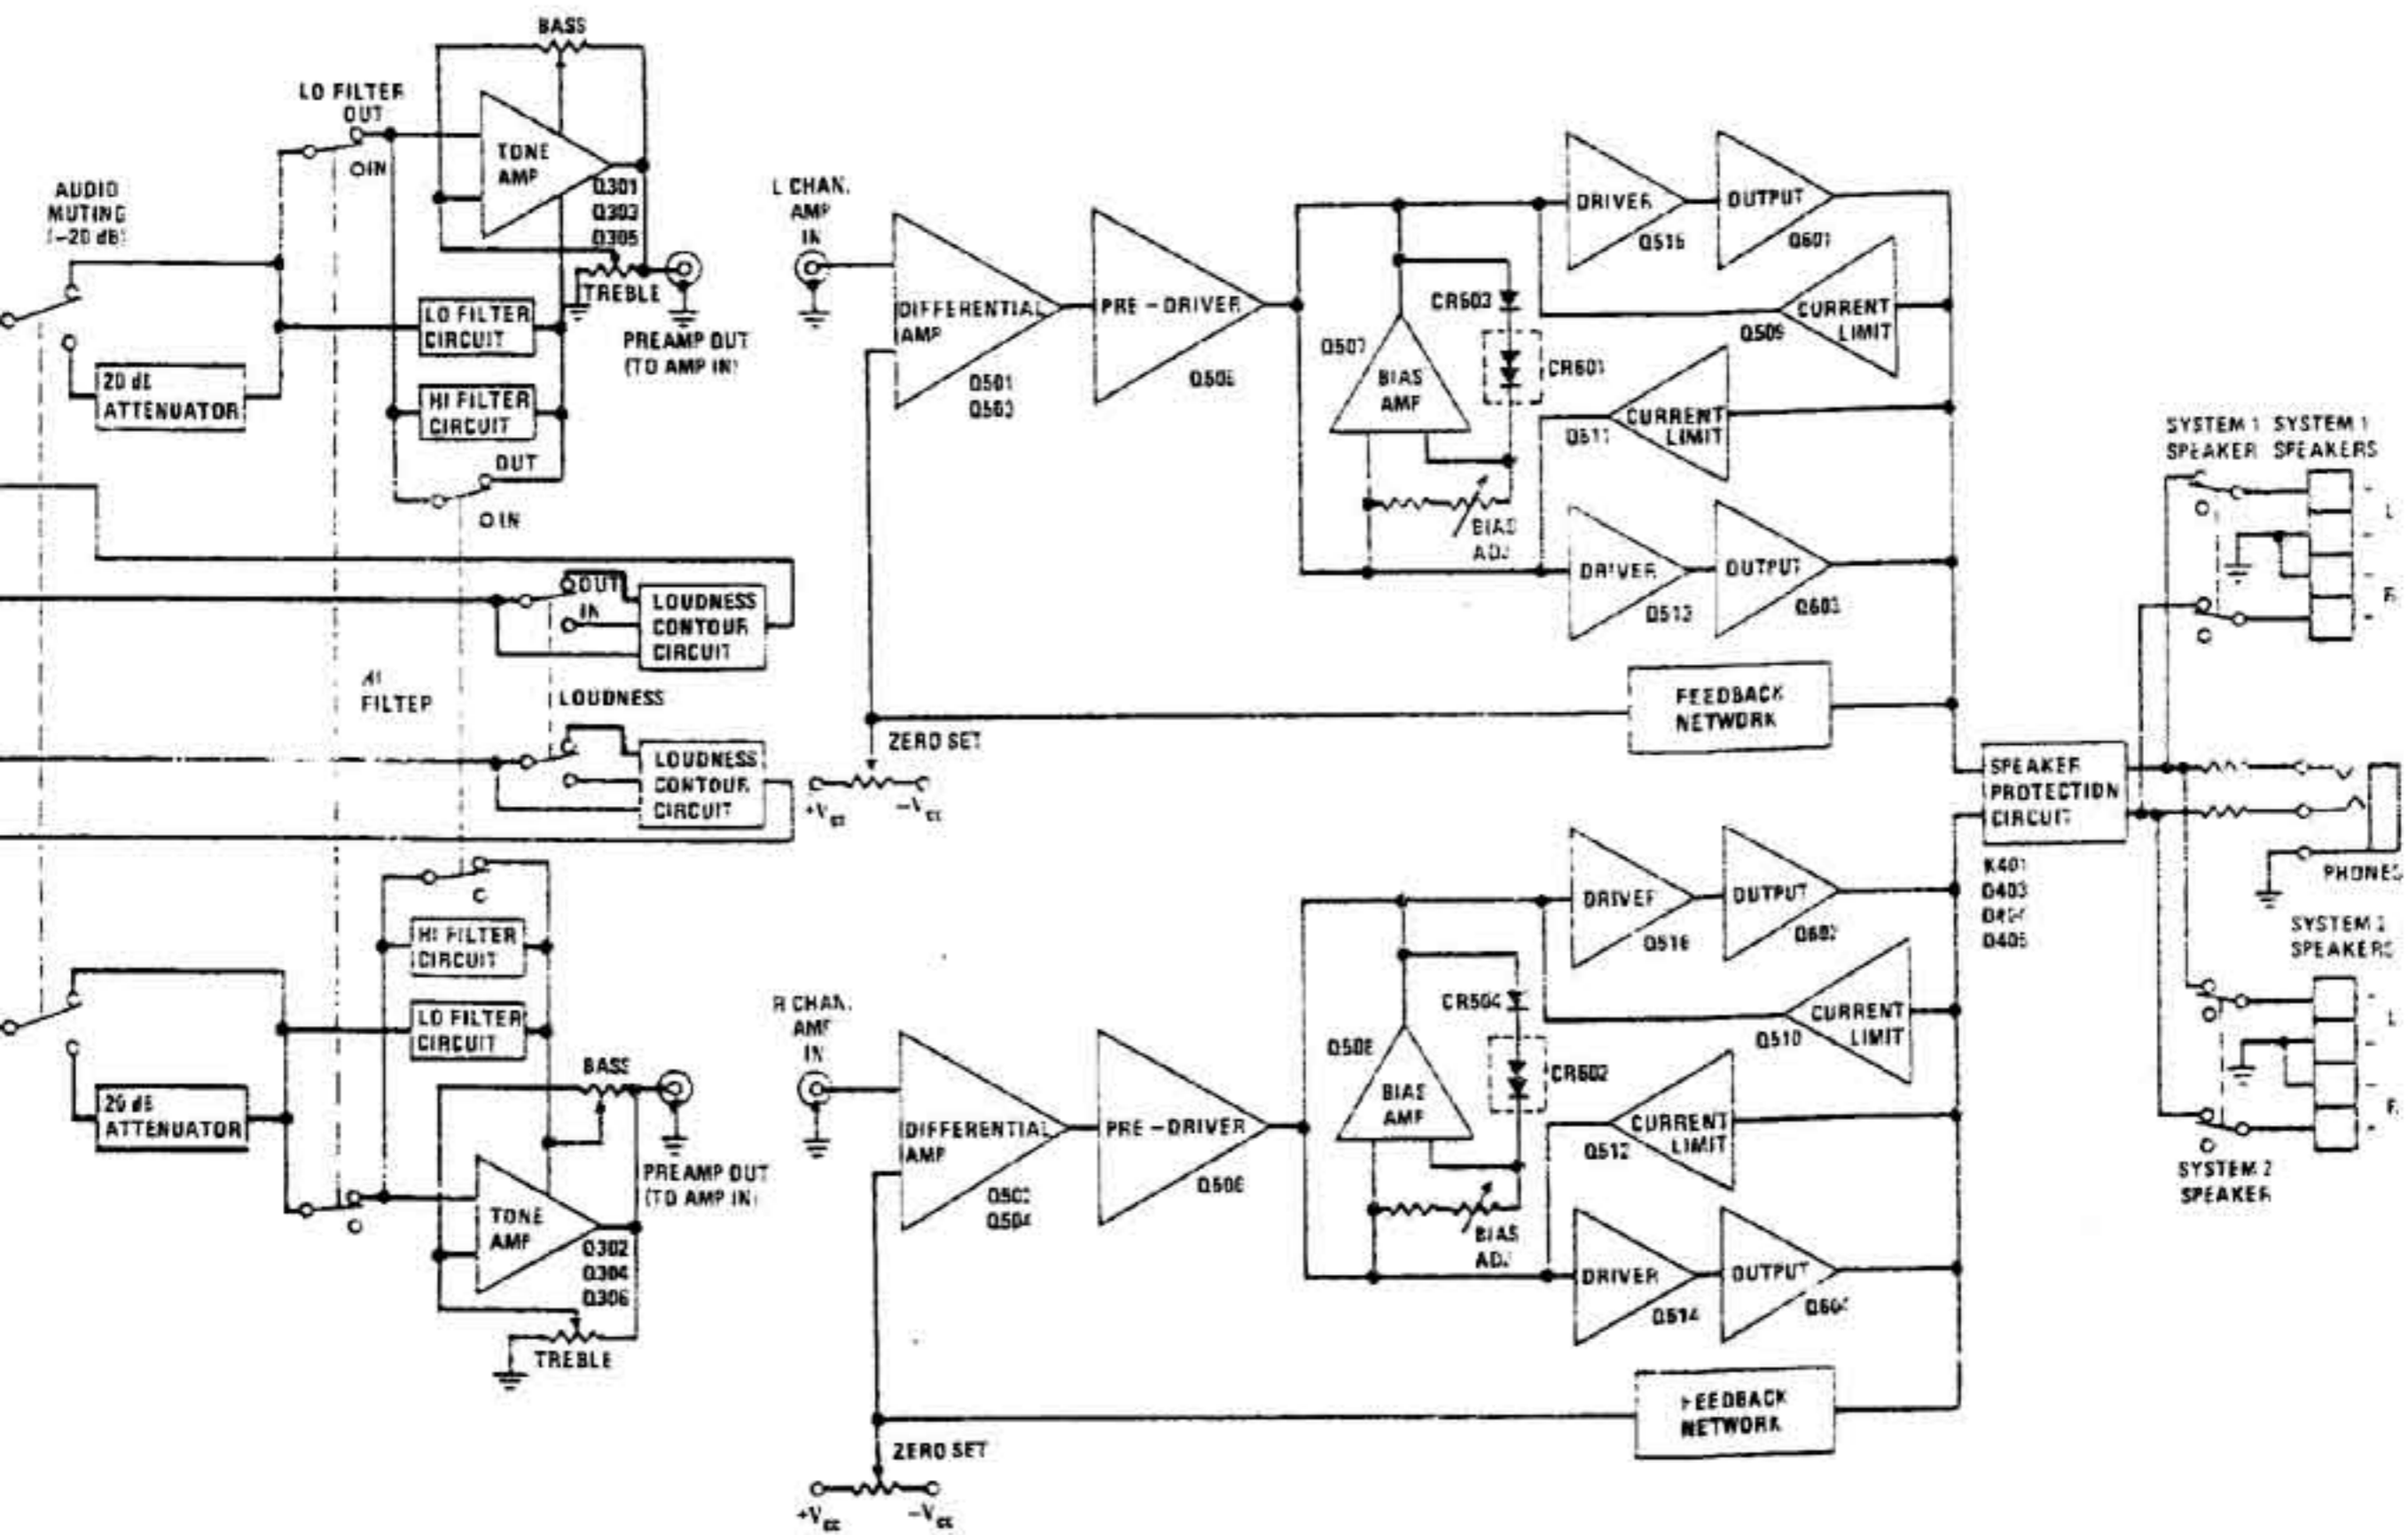 BASS
LO FILTER
OUT
IN
TONE
AMP
Q301
Q303
Q305
AUDIO
MUTING
(-20 dB)
TREBLE
LO FILTER
CIRCUIT
PREAMP OUT
(TO AMP IN)
20 dB
ATTENUATOR
HI FILTER
CIRCUIT
OUT
IN
OUT
IN
LOUDNESS
CONTOUR
CIRCUIT
FILTER
LOUDNESS
LOUDNESS
CONTOUR
CIRCUIT
HI FILTER
CIRCUIT
LO FILTER
CIRCUIT
BASS
20 dB
ATTENUATOR
PREAMP OUT
(TO AMP IN)
TONE
AMP
Q302
Q304
Q306
TREBLE
L CHAN.
AMP
IN
DIFFERENTIAL
AMP
Q501
Q503
PRE-DRIVER
Q507
BIAS
AMP
CR503
CR601
BIAS
ADJ
DRIVER
Q515
OUTPUT
Q601
CURRENT
LIMIT
Q509
CURRENT
LIMIT
Q511
DRIVER
Q513
OUTPUT
Q603
FEEDBACK
NETWORK
ZERO SET
+Vcc
-Vcc
SPEAKER
PROTECTION
CIRCUIT
K401
Q403
Q404
Q405
SYSTEM 1
SPEAKER
SYSTEM 1
SPEAKERS
L
R
PHONES
SYSTEM 2
SPEAKERS
L
R
SYSTEM 2
SPEAKER
R CHAN.
AMP
IN
DIFFERENTIAL
AMP
Q502
Q504
PRE-DRIVER
Q506
Q508
BIAS
AMP
CR504
CR602
BIAS
ADJ
DRIVER
Q516
OUTPUT
Q602
CURRENT
LIMIT
Q510
CURRENT
LIMIT
Q512
DRIVER
Q514
OUTPUT
Q604
FEEDBACK
NETWORK
ZERO SET
+Vcc
-Vcc